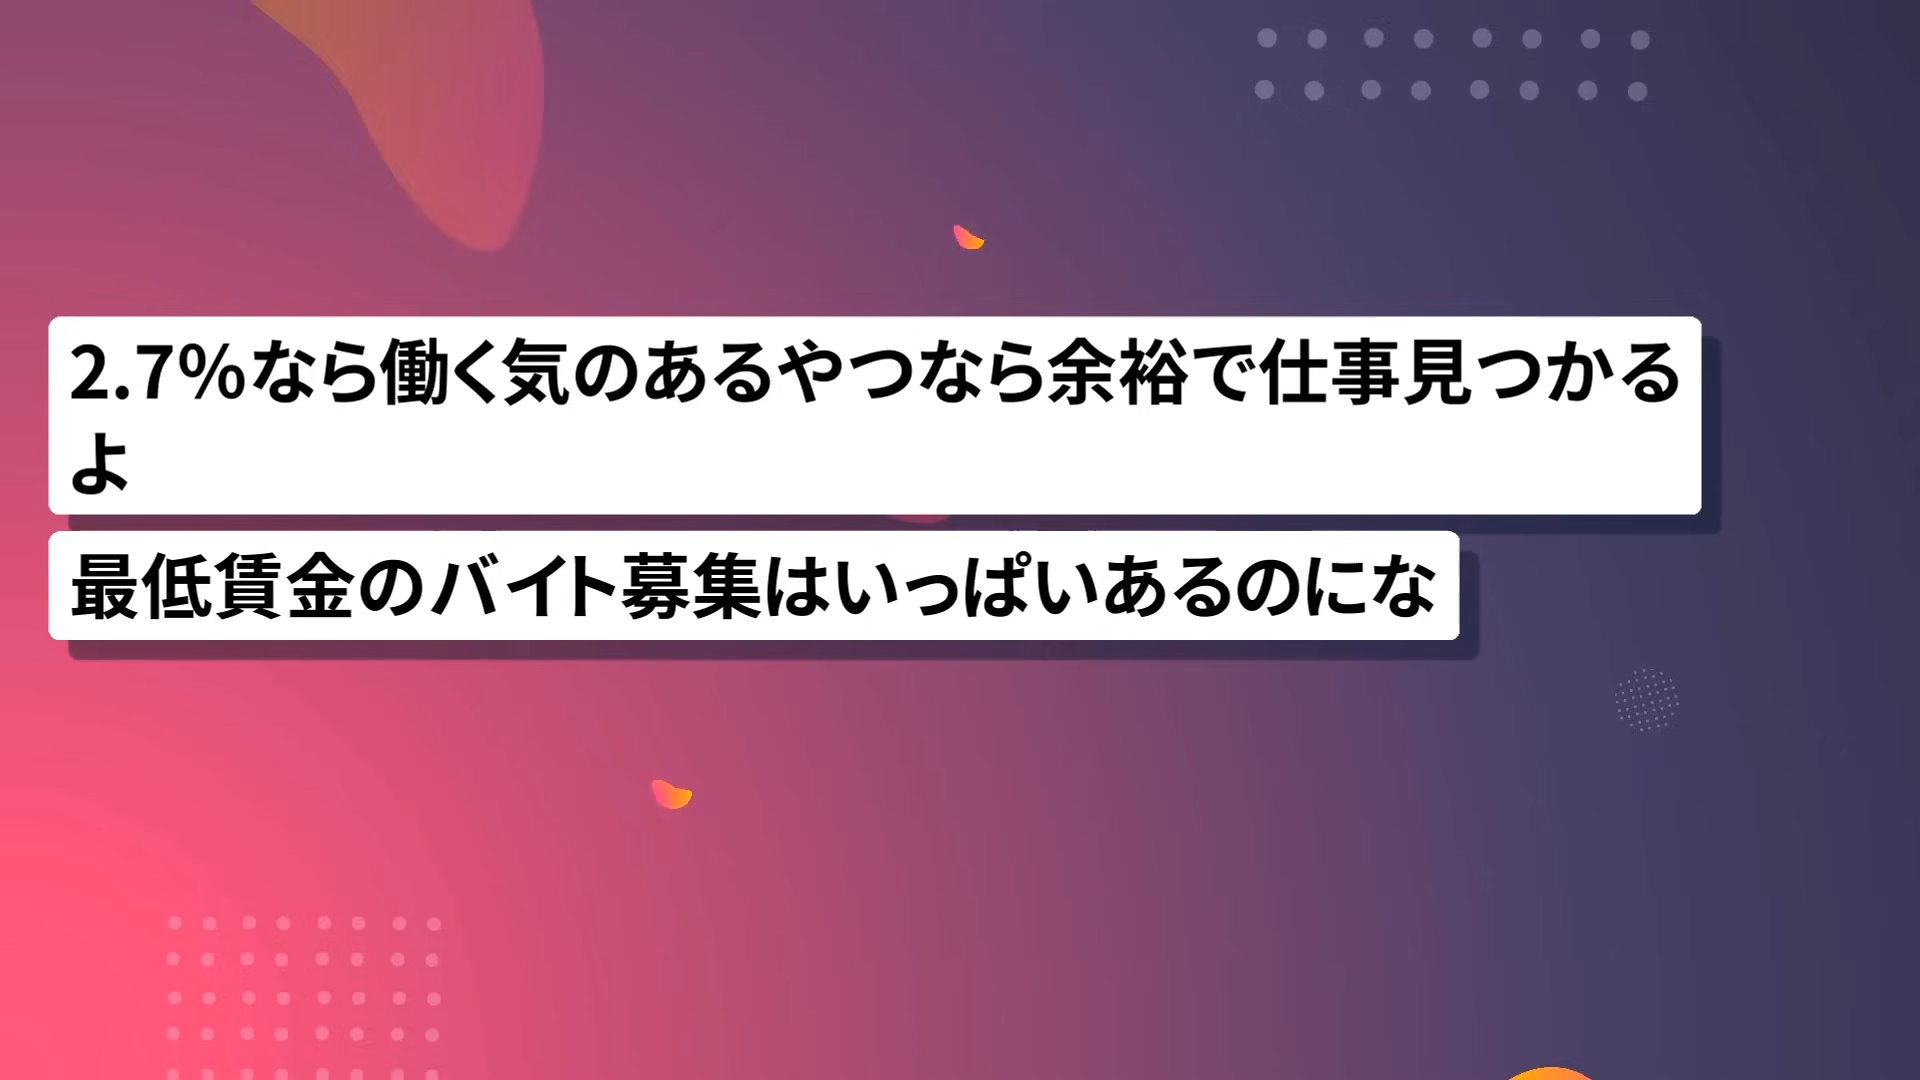 2.7%なら働く気のあるやつなら余裕で仕事見つかる
よ
最低賃金のバイト募集はいっぱいあるのにな